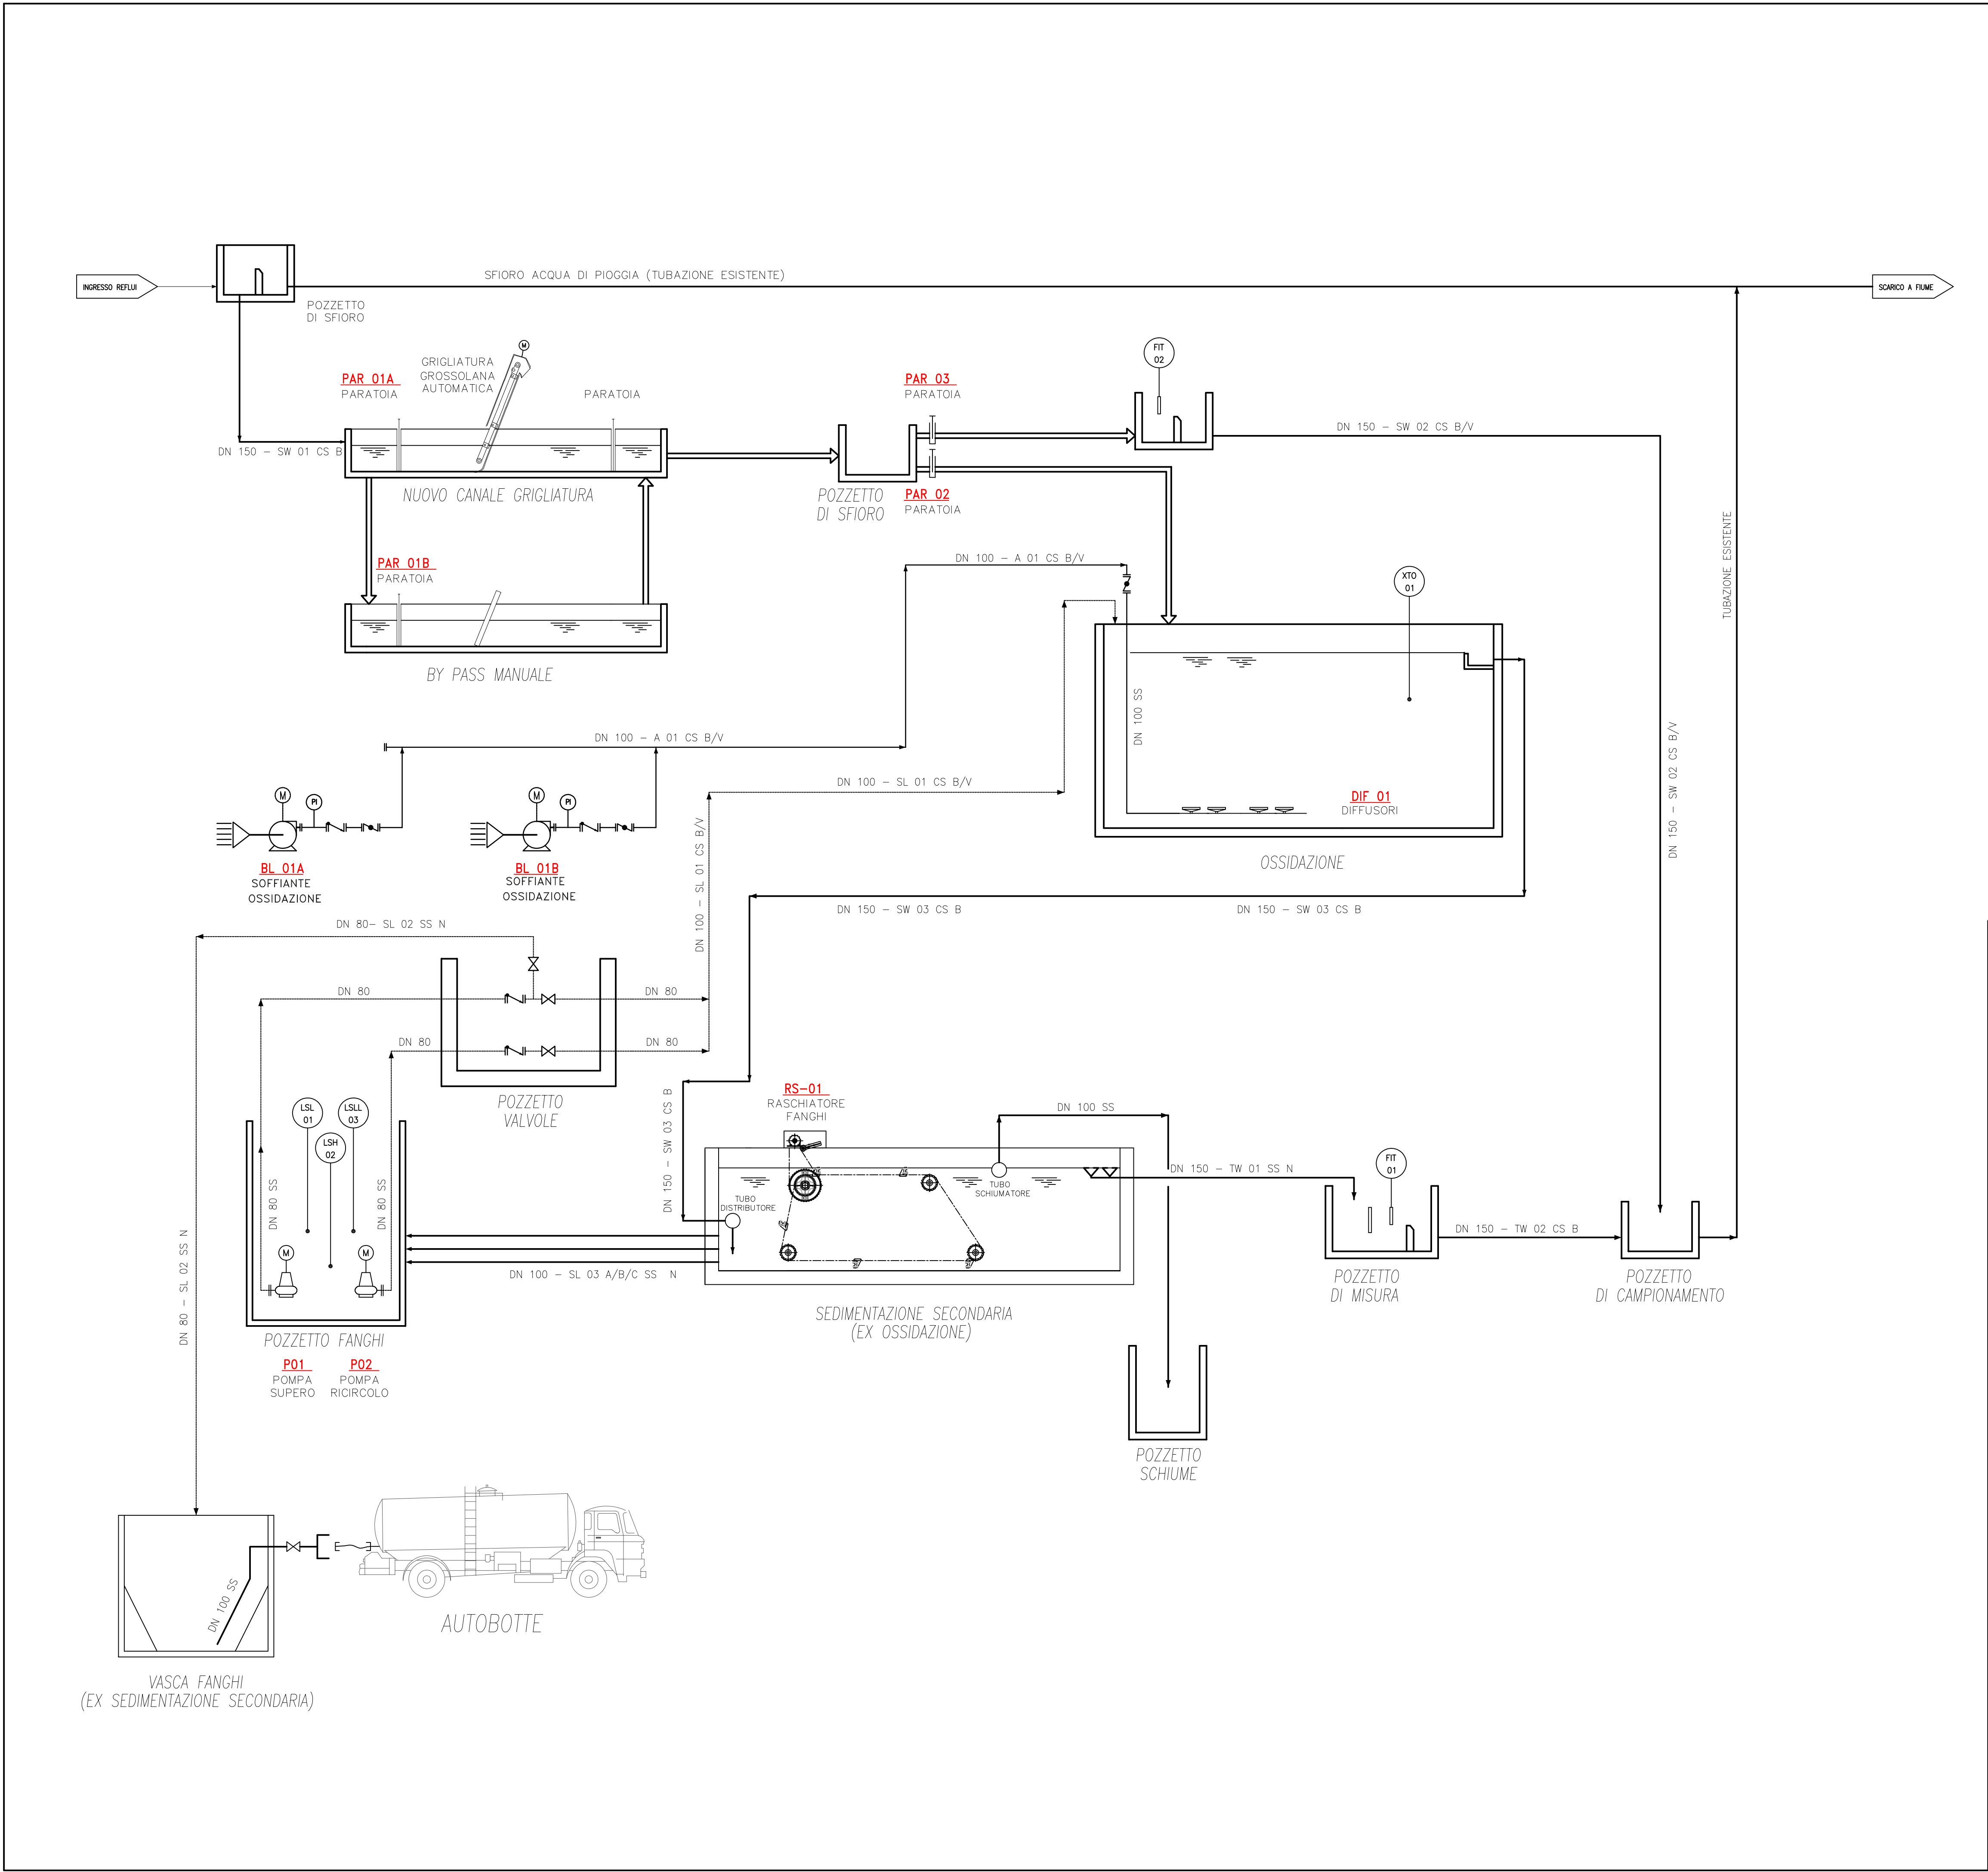 INGRESSO REFLUI
SFIORO ACQUA DI PIOGGIA (TUBAZIONE ESISTENTE)
SCARICO A FIUME
POZZETTO
DI SFIORO
M
GRIGLIATURA
GROSSOLANA
AUTOMATICA
PAR 01A
PARATOIA
PARATOIA
PAR 03
PARATOIA
FIT
02
DN 150 - SW 01 CS B
DN 150 - SW 02 CS B/V
NUOVO CANALE GRIGLIATURA
POZZETTO
DI SFIORO
PAR 02
PARATOIA
TUBAZIONE ESISTENTE
PAR 01B
PARATOIA
DN 100 - A 01 CS B/V
XTO
01
BY PASS MANUALE
DN 100 SS
DN 100 - A 01 CS B/V
DN 100 - SL 01 CS B/V
DN 150 - SW 02 CS B/V
M
PI
M
PI
DIF 01
DIFFUSORI
BL 01A
SOFFIANTE
OSSIDAZIONE
BL 01B
SOFFIANTE
OSSIDAZIONE
DN 100 - SL 01 CS B/V
OSSIDAZIONE
DN 150 - SW 03 CS B
DN 150 - SW 03 CS B
DN 80- SL 02 SS N
DN 80
DN 80
DN 80
DN 80
POZZETTO
VALVOLE
LSL
01
LSLL
03
LSH
02
DN 80 SS
DN 80 SS
M
M
DN 150 - SW 03 CS B
RS-01
RASCHIATORE
FANGHI
DN 100 SS
TUBO
DISTRIBUTORE
TUBO
SCHIUMATORE
DN 150 - TW 01 SS N
FIT
01
DN 150 - TW 02 CS B
DN 100 - SL 03 A/B/C SS N
DN 80 - SL 02 SS N
POZZETTO
DI MISURA
POZZETTO
DI CAMPIONAMENTO
SEDIMENTAZIONE SECONDARIA
(EX OSSIDAZIONE)
POZZETTO FANGHI
P01
POMPA
SUPERO
P02
POMPA
RICIRCOLO
POZZETTO
SCHIUME
DN 100 SS
AUTOBOTTE
VASCA FANGHI
(EX SEDIMENTAZIONE SECONDARIA)